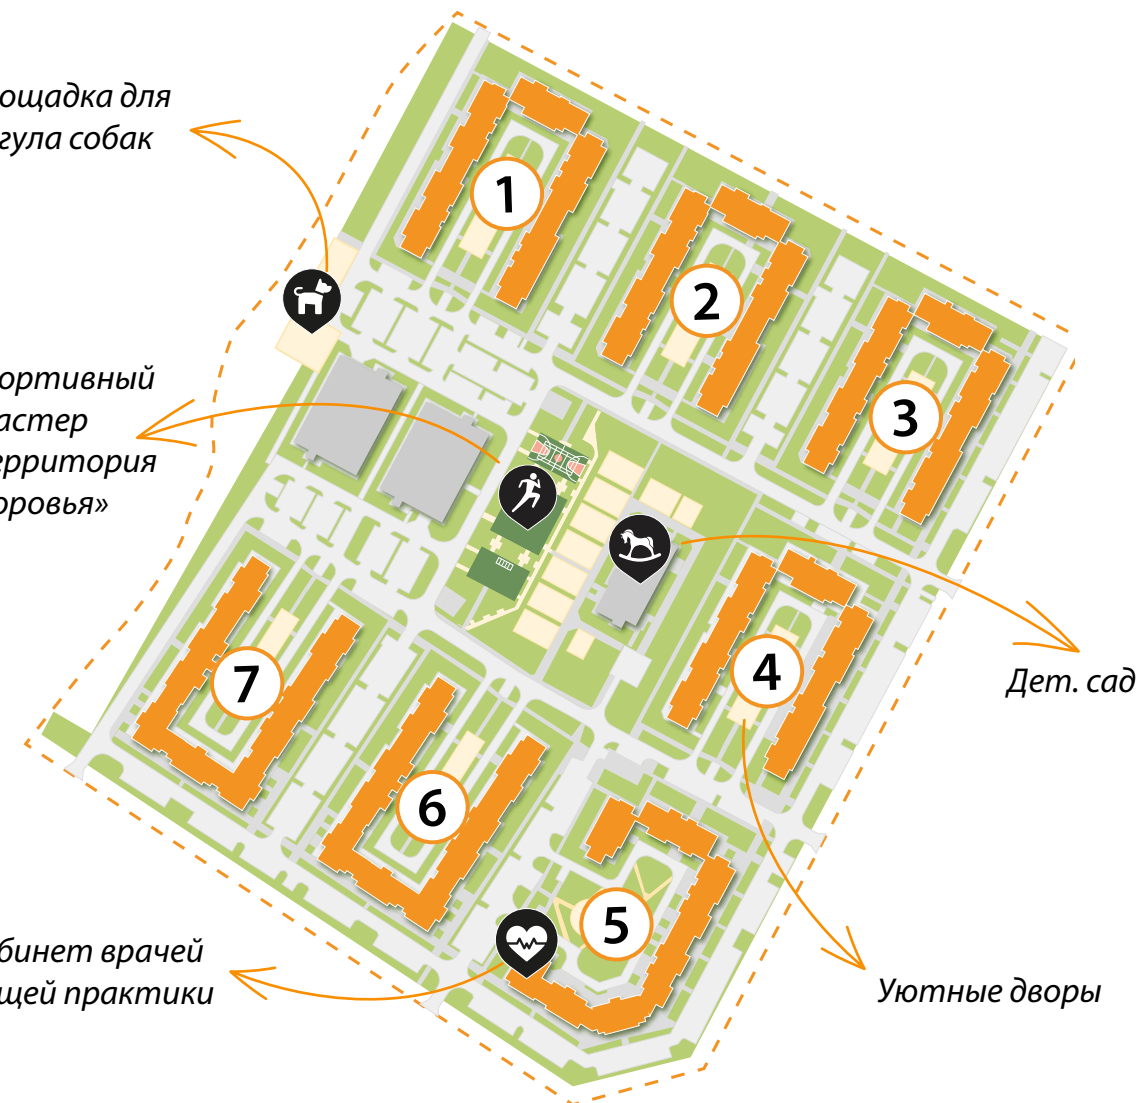 ощадка для
гула собак
1
2
3
ортивный
астер
ерритория
оровья»
4
Дет. сад
7
6
5
бинет врачей
щей практики
Уютные дворы